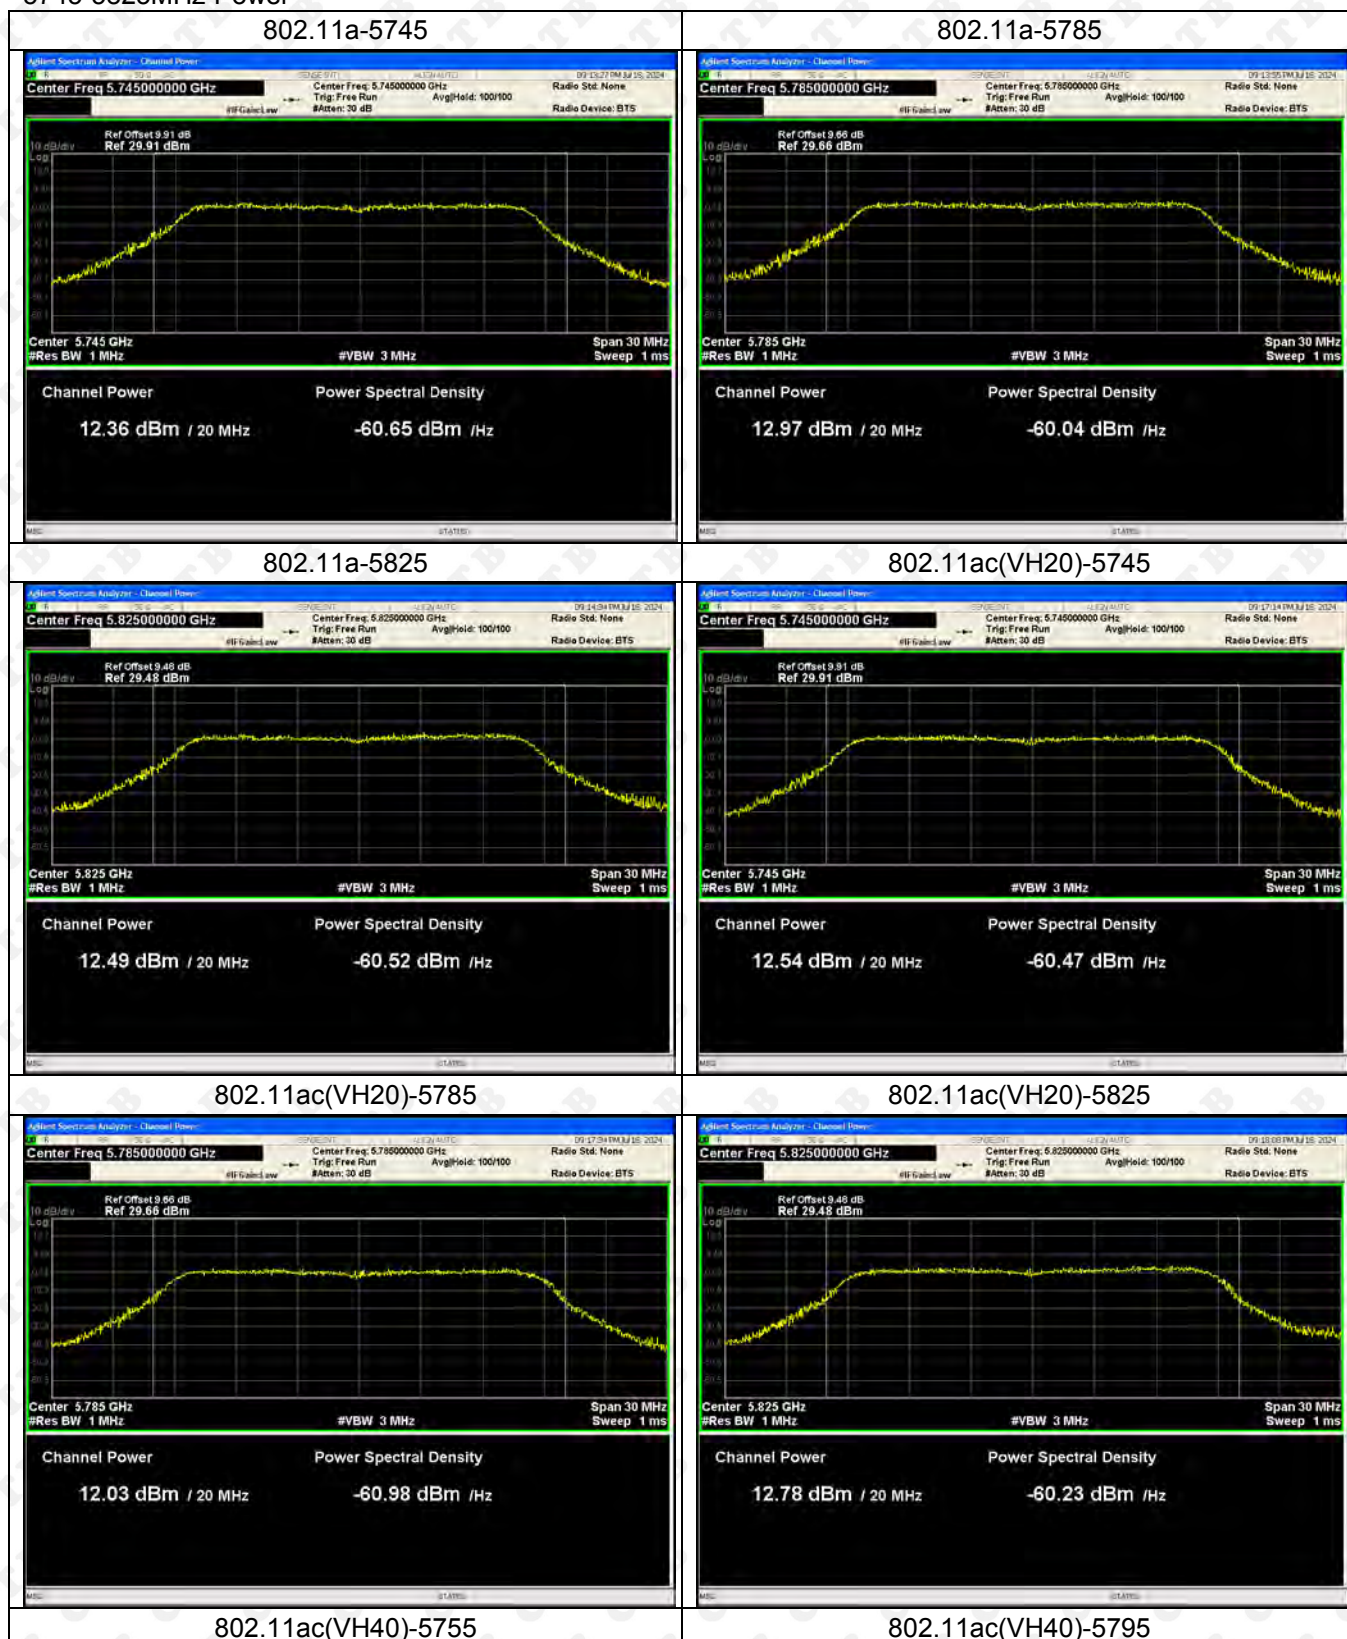 802.11a-5745
802.11a-5785
Agilent Spectrum Analyzer - Channel Power
Center Freq 5.745000000 GHz
Center Freq: 5.745000000 GHz
Trig: Free Run
Avg|Hold: 100/100
#IFGain:Low
#Atten: 30 dB
Radio Std: None
Radio Device: BTS
Ref Offset 9.91 dB
10 dB/div
Ref 29.91 dBm
Log
Center 5.745 GHz
Span 30 MHz
#Res BW 1 MHz
#VBW 3 MHz
Sweep 1 ms
Channel Power
Power Spectral Density
12.36 dBm / 20 MHz
-60.65 dBm /Hz
MSG
STATUS
Agilent Spectrum Analyzer - Channel Power
Center Freq 5.785000000 GHz
Center Freq: 5.785000000 GHz
Trig: Free Run
Avg|Hold: 100/100
#IFGain:Low
#Atten: 30 dB
Radio Std: None
Radio Device: BTS
Ref Offset 9.66 dB
10 dB/div
Ref 29.66 dBm
Log
Center 5.785 GHz
Span 30 MHz
#Res BW 1 MHz
#VBW 3 MHz
Sweep 1 ms
Channel Power
Power Spectral Density
12.97 dBm / 20 MHz
-60.04 dBm /Hz
MSG
STATUS
802.11a-5825
802.11ac(VH20)-5745
Agilent Spectrum Analyzer - Channel Power
Center Freq 5.825000000 GHz
Center Freq: 5.825000000 GHz
Trig: Free Run
Avg|Hold: 100/100
#IFGain:Low
#Atten: 30 dB
Radio Std: None
Radio Device: BTS
Ref Offset 9.48 dB
10 dB/div
Ref 29.48 dBm
Log
Center 5.825 GHz
Span 30 MHz
#Res BW 1 MHz
#VBW 3 MHz
Sweep 1 ms
Channel Power
Power Spectral Density
12.49 dBm / 20 MHz
-60.52 dBm /Hz
MSG
STATUS
Agilent Spectrum Analyzer - Channel Power
Center Freq 5.745000000 GHz
Center Freq: 5.745000000 GHz
Trig: Free Run
Avg|Hold: 100/100
#IFGain:Low
#Atten: 30 dB
Radio Std: None
Radio Device: BTS
Ref Offset 9.91 dB
10 dB/div
Ref 29.91 dBm
Log
Center 5.745 GHz
Span 30 MHz
#Res BW 1 MHz
#VBW 3 MHz
Sweep 1 ms
Channel Power
Power Spectral Density
12.54 dBm / 20 MHz
-60.47 dBm /Hz
MSG
STATUS
802.11ac(VH20)-5785
802.11ac(VH20)-5825
Agilent Spectrum Analyzer - Channel Power
Center Freq 5.785000000 GHz
Center Freq: 5.785000000 GHz
Trig: Free Run
Avg|Hold: 100/100
#IFGain:Low
#Atten: 30 dB
Radio Std: None
Radio Device: BTS
Ref Offset 9.66 dB
10 dB/div
Ref 29.66 dBm
Log
Center 5.785 GHz
Span 30 MHz
#Res BW 1 MHz
#VBW 3 MHz
Sweep 1 ms
Channel Power
Power Spectral Density
12.03 dBm / 20 MHz
-60.98 dBm /Hz
MSG
STATUS
Agilent Spectrum Analyzer - Channel Power
Center Freq 5.825000000 GHz
Center Freq: 5.825000000 GHz
Trig: Free Run
Avg|Hold: 100/100
#IFGain:Low
#Atten: 30 dB
Radio Std: None
Radio Device: BTS
Ref Offset 9.48 dB
10 dB/div
Ref 29.48 dBm
Log
Center 5.825 GHz
Span 30 MHz
#Res BW 1 MHz
#VBW 3 MHz
Sweep 1 ms
Channel Power
Power Spectral Density
12.78 dBm / 20 MHz
-60.23 dBm /Hz
MSG
STATUS
802.11ac(VH40)-5755
802.11ac(VH40)-5795